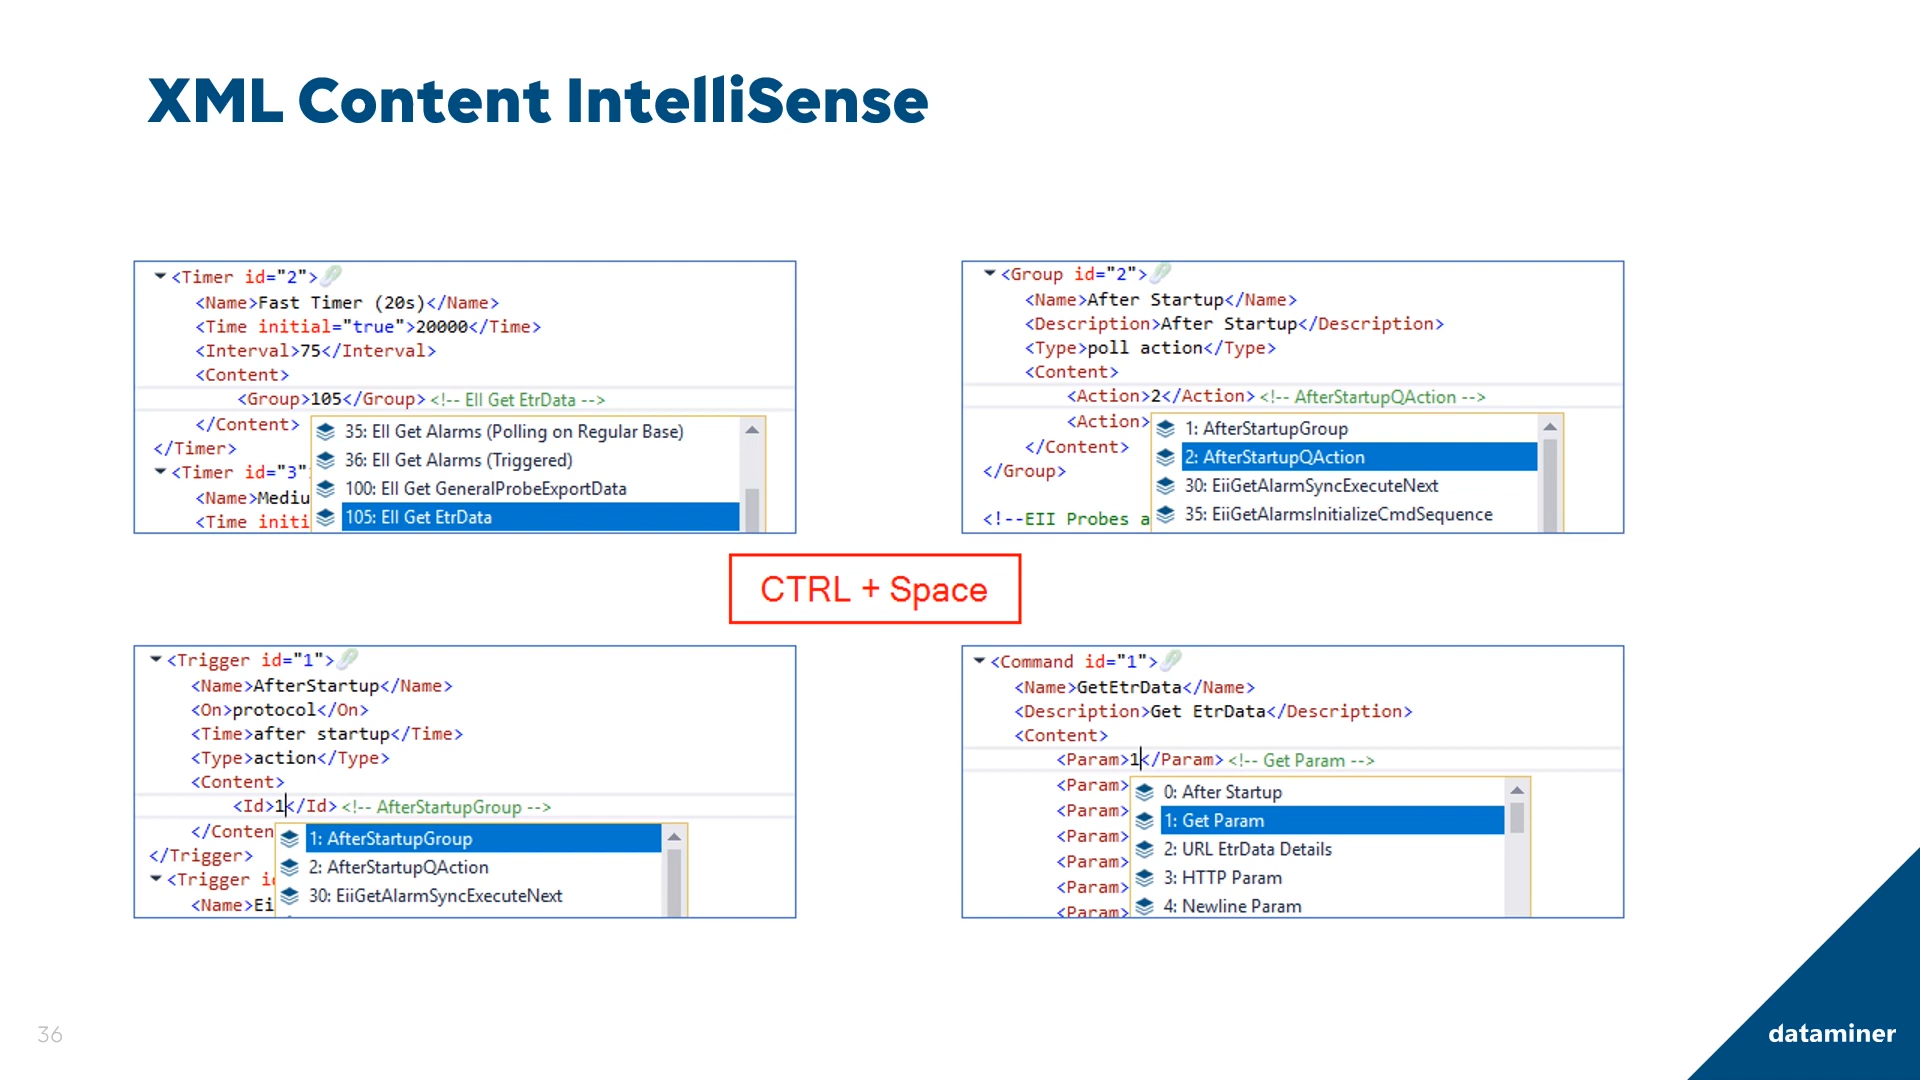 XML Content IntelliSense
<Timer id="2">
<Name>Fast Timer (20s)</Name>
<Time initial="true">20000</Time>
<Interval>75</Interval>
<Content>
<Group>105</Group> <!-- EII Get EtrData -->
</Content>
</Timer>
<Timer id="3"
<Name>Mediu
<Time initi
35: EII Get Alarms (Polling on Regular Base)
36: EII Get Alarms (Triggered)
100: EII Get GeneralProbeExportData
105: EII Get EtrData
<Group id="2">
<Name>After Startup</Name>
<Description>After Startup</Description>
<Type>poll action</Type>
<Content>
<Action>2</Action> <!-- AfterStartupQAction -->
<Action>
</Content>
</Group>
<!--EII Probes a
1: AfterStartupGroup
2: AfterStartupQAction
30: EiiGetAlarmSyncExecuteNext
35: EiiGetAlarmsInitializeCmdSequence
CTRL + Space
<Trigger id="1">
<Name>AfterStartup</Name>
<On>protocol</On>
<Time>after startup</Time>
<Type>action</Type>
<Content>
<Id>1</Id> <!-- AfterStartupGroup -->
</Conten
</Trigger>
<Trigger i
<Name>Ei
1: AfterStartupGroup
2: AfterStartupQAction
30: EiiGetAlarmSyncExecuteNext
<Command id="1">
<Name>GetEtrData</Name>
<Description>Get EtrData</Description>
<Content>
<Param>1</Param> <!-- Get Param -->
<Param>
<Param>
<Param>
<Param>
<Param>
<Param>
0: After Startup
1: Get Param
2: URL EtrData Details
3: HTTP Param
4: Newline Param
36
dataminer